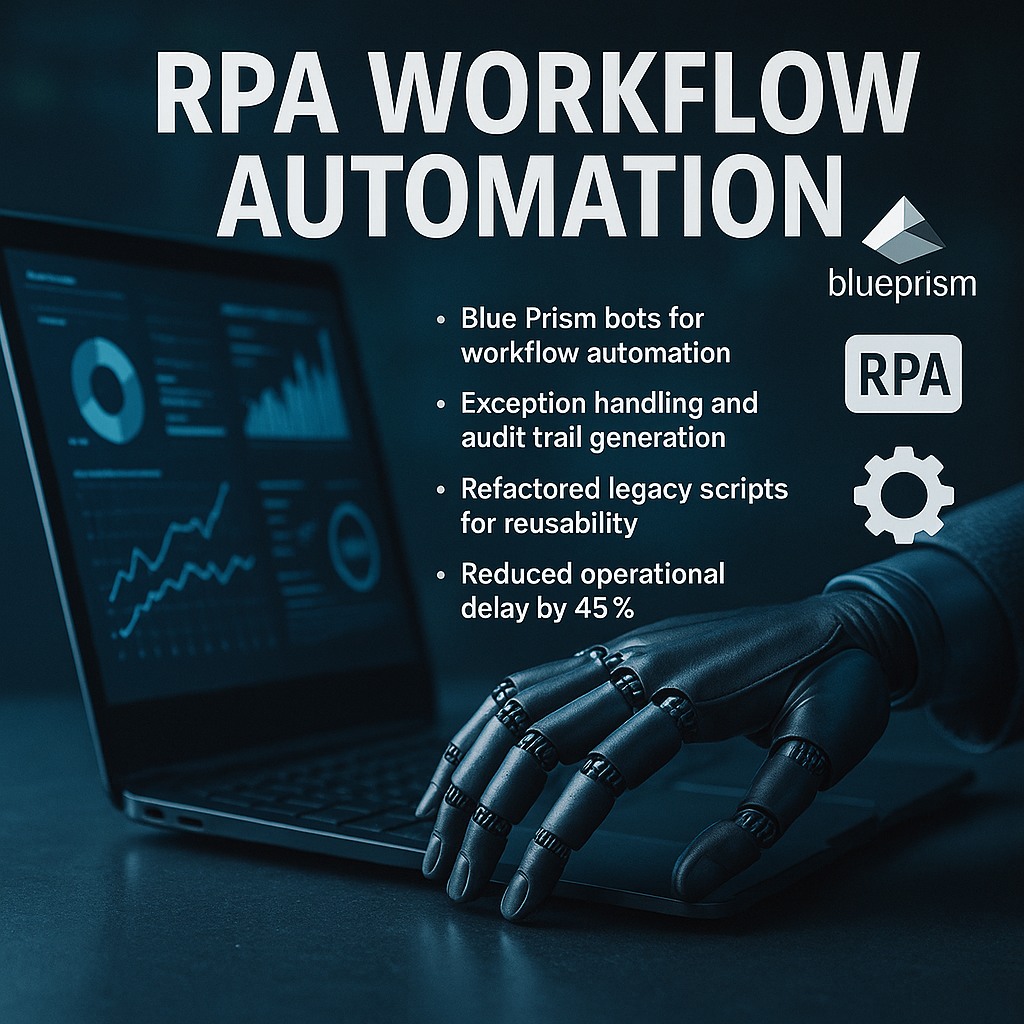 RPA WORKFLOW
AUTOMATION
blueprism
RPA
• Blue Prism bots for
workflow automation
• Exception handling and
audit trail generation
• Refactored legacy scripts
for reusability
• Reduced operational
delay by 45 %